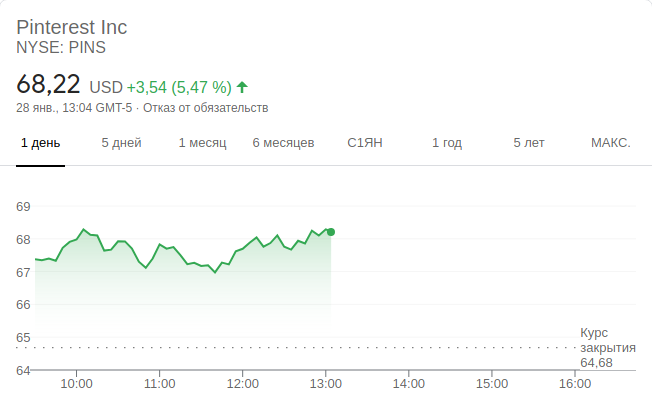 Pinterest Inc
NYSE: PINS
68,22 USD +3,54 (5,47 %)
28 янв., 13:04 GMT-5 · Отказ от обязательств
1 день 5 дней 1 месяц 6 месяцев С1ЯН 1 год 5 лет МАКС.
69
68
67
66
65
Курс
закрытия
64,68
64
10:00 11:00 12:00 13:00 14:00 15:00 16:00